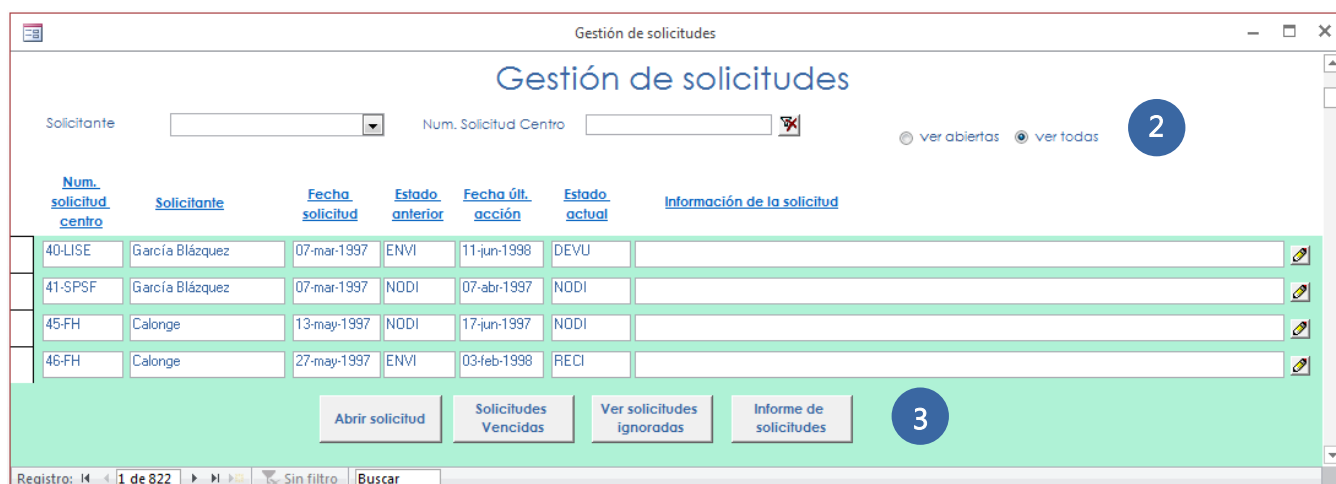 Gestión de solicitudes
Gestión de solicitudes
Solicitante Num. Solicitud Centro ver abiertas ver todas 2
Num. solicitud centro Solicitante Fecha solicitud Estado anterior Fecha últ. acción Estado actual Información de la solicitud
40-LISE García Blázquez 07-mar-1997 ENVI 11-jun-1998 DEVU
41-SPSF García Blázquez 07-mar-1997 NODI 07-abr-1997 NODI
45-FH Calonge 13-may-1997 NODI 17-jun-1997 NODI
46-FH Calonge 27-may-1997 ENVI 03-feb-1998 RECI
Abrir solicitud Solicitudes Vencidas Ver solicitudes ignoradas Informe de solicitudes 3
Registro: 1 de 822 Sin filtro Buscar